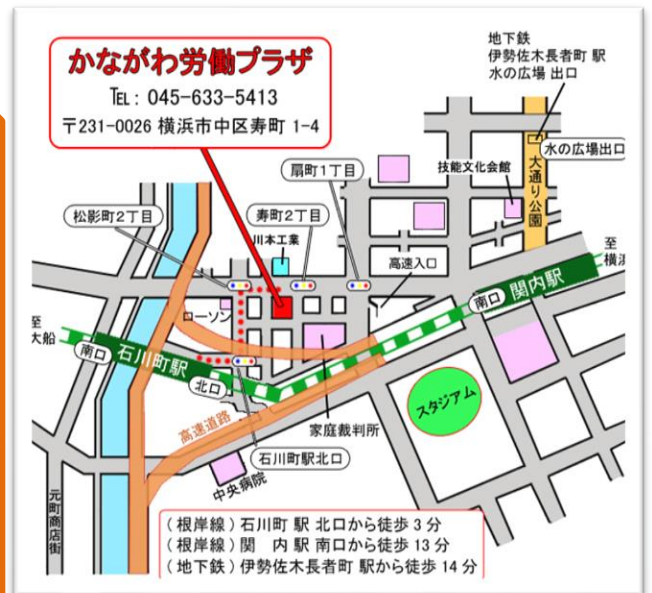 かながわ労働プラザ
TEL: 045-633-5413
〒231-0026 横浜市中区寿町 1-4
地下鉄
伊勢佐木長者町 駅
水の広場 出口
水の広場出口
大通り公園
技能文化会館
扇町1丁目
松影町2丁目
寿町2丁目
川本工業
高速入口
至
横浜
関内駅
南口
ローソン
至
大船
南口
石川町駅
北口
スタジアム
家庭裁判所
高速道路
石川町駅北口
中央病院
元町商店街
(根岸線) 石川町 駅 北口から徒歩 3 分
(根岸線) 関 内 駅 南口から徒歩 13 分
(地下鉄) 伊勢佐木長者町 駅から徒歩 14 分